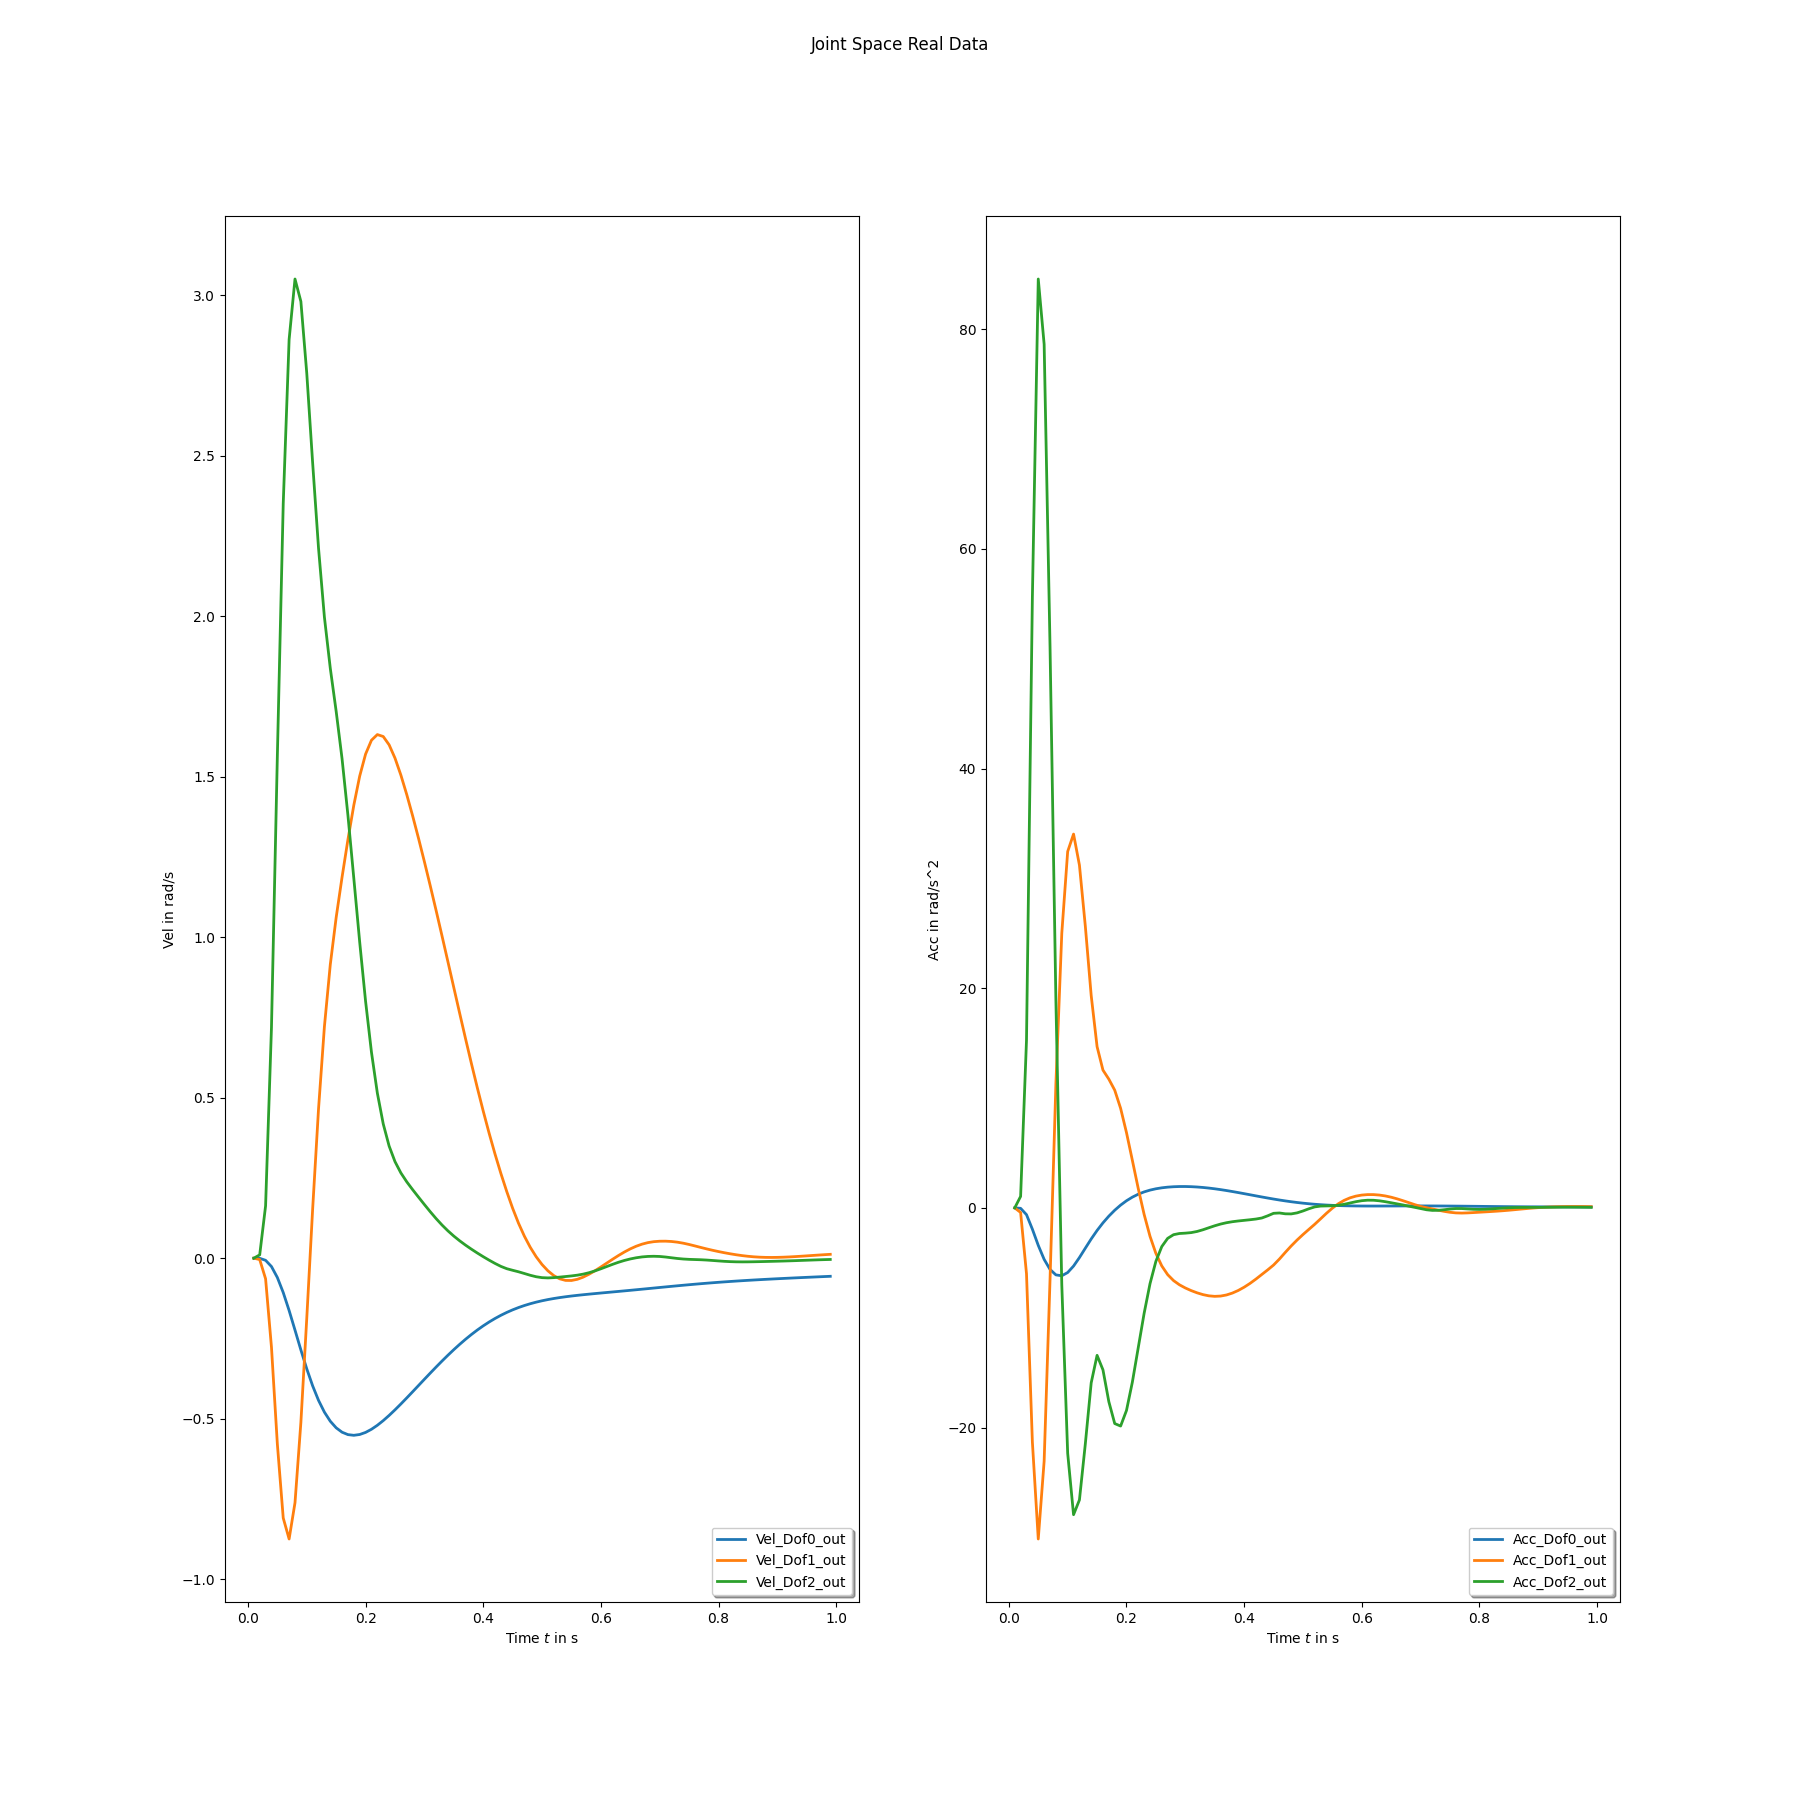 Joint Space Real Data
Vel in rad/s
3.0
2.5
2.0
1.5
1.0
0.5
0.0
−0.5
−1.0
0.0 0.2 0.4 0.6 0.8 1.0
Time t in s
Vel_Dof0_out
Vel_Dof1_out
Vel_Dof2_out
Acc in rad/s^2
80
60
40
20
0
−20
0.0 0.2 0.4 0.6 0.8 1.0
Time t in s
Acc_Dof0_out
Acc_Dof1_out
Acc_Dof2_out